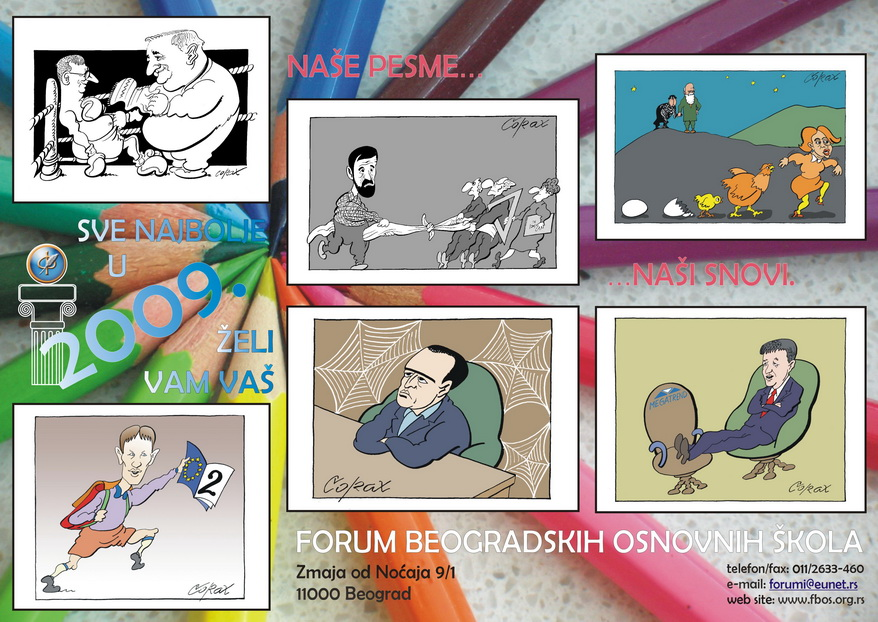 Corax
NAŠE PESME...
Corax
Corax
SVE NAJBOLJE
U
2009.
ŽELI
VAM VAŠ
...NAŠI SNOVI.
2
Corax
Corax
MEGATREND
Corax
FORUM BEOGRADSKIH OSNOVNIH ŠKOLA
Zmaja od Noćaja 9/1
11000 Beograd
telefon/fax: 011/2633-460
e-mail: forumi@eunet.rs
web site: www.fbos.org.rs